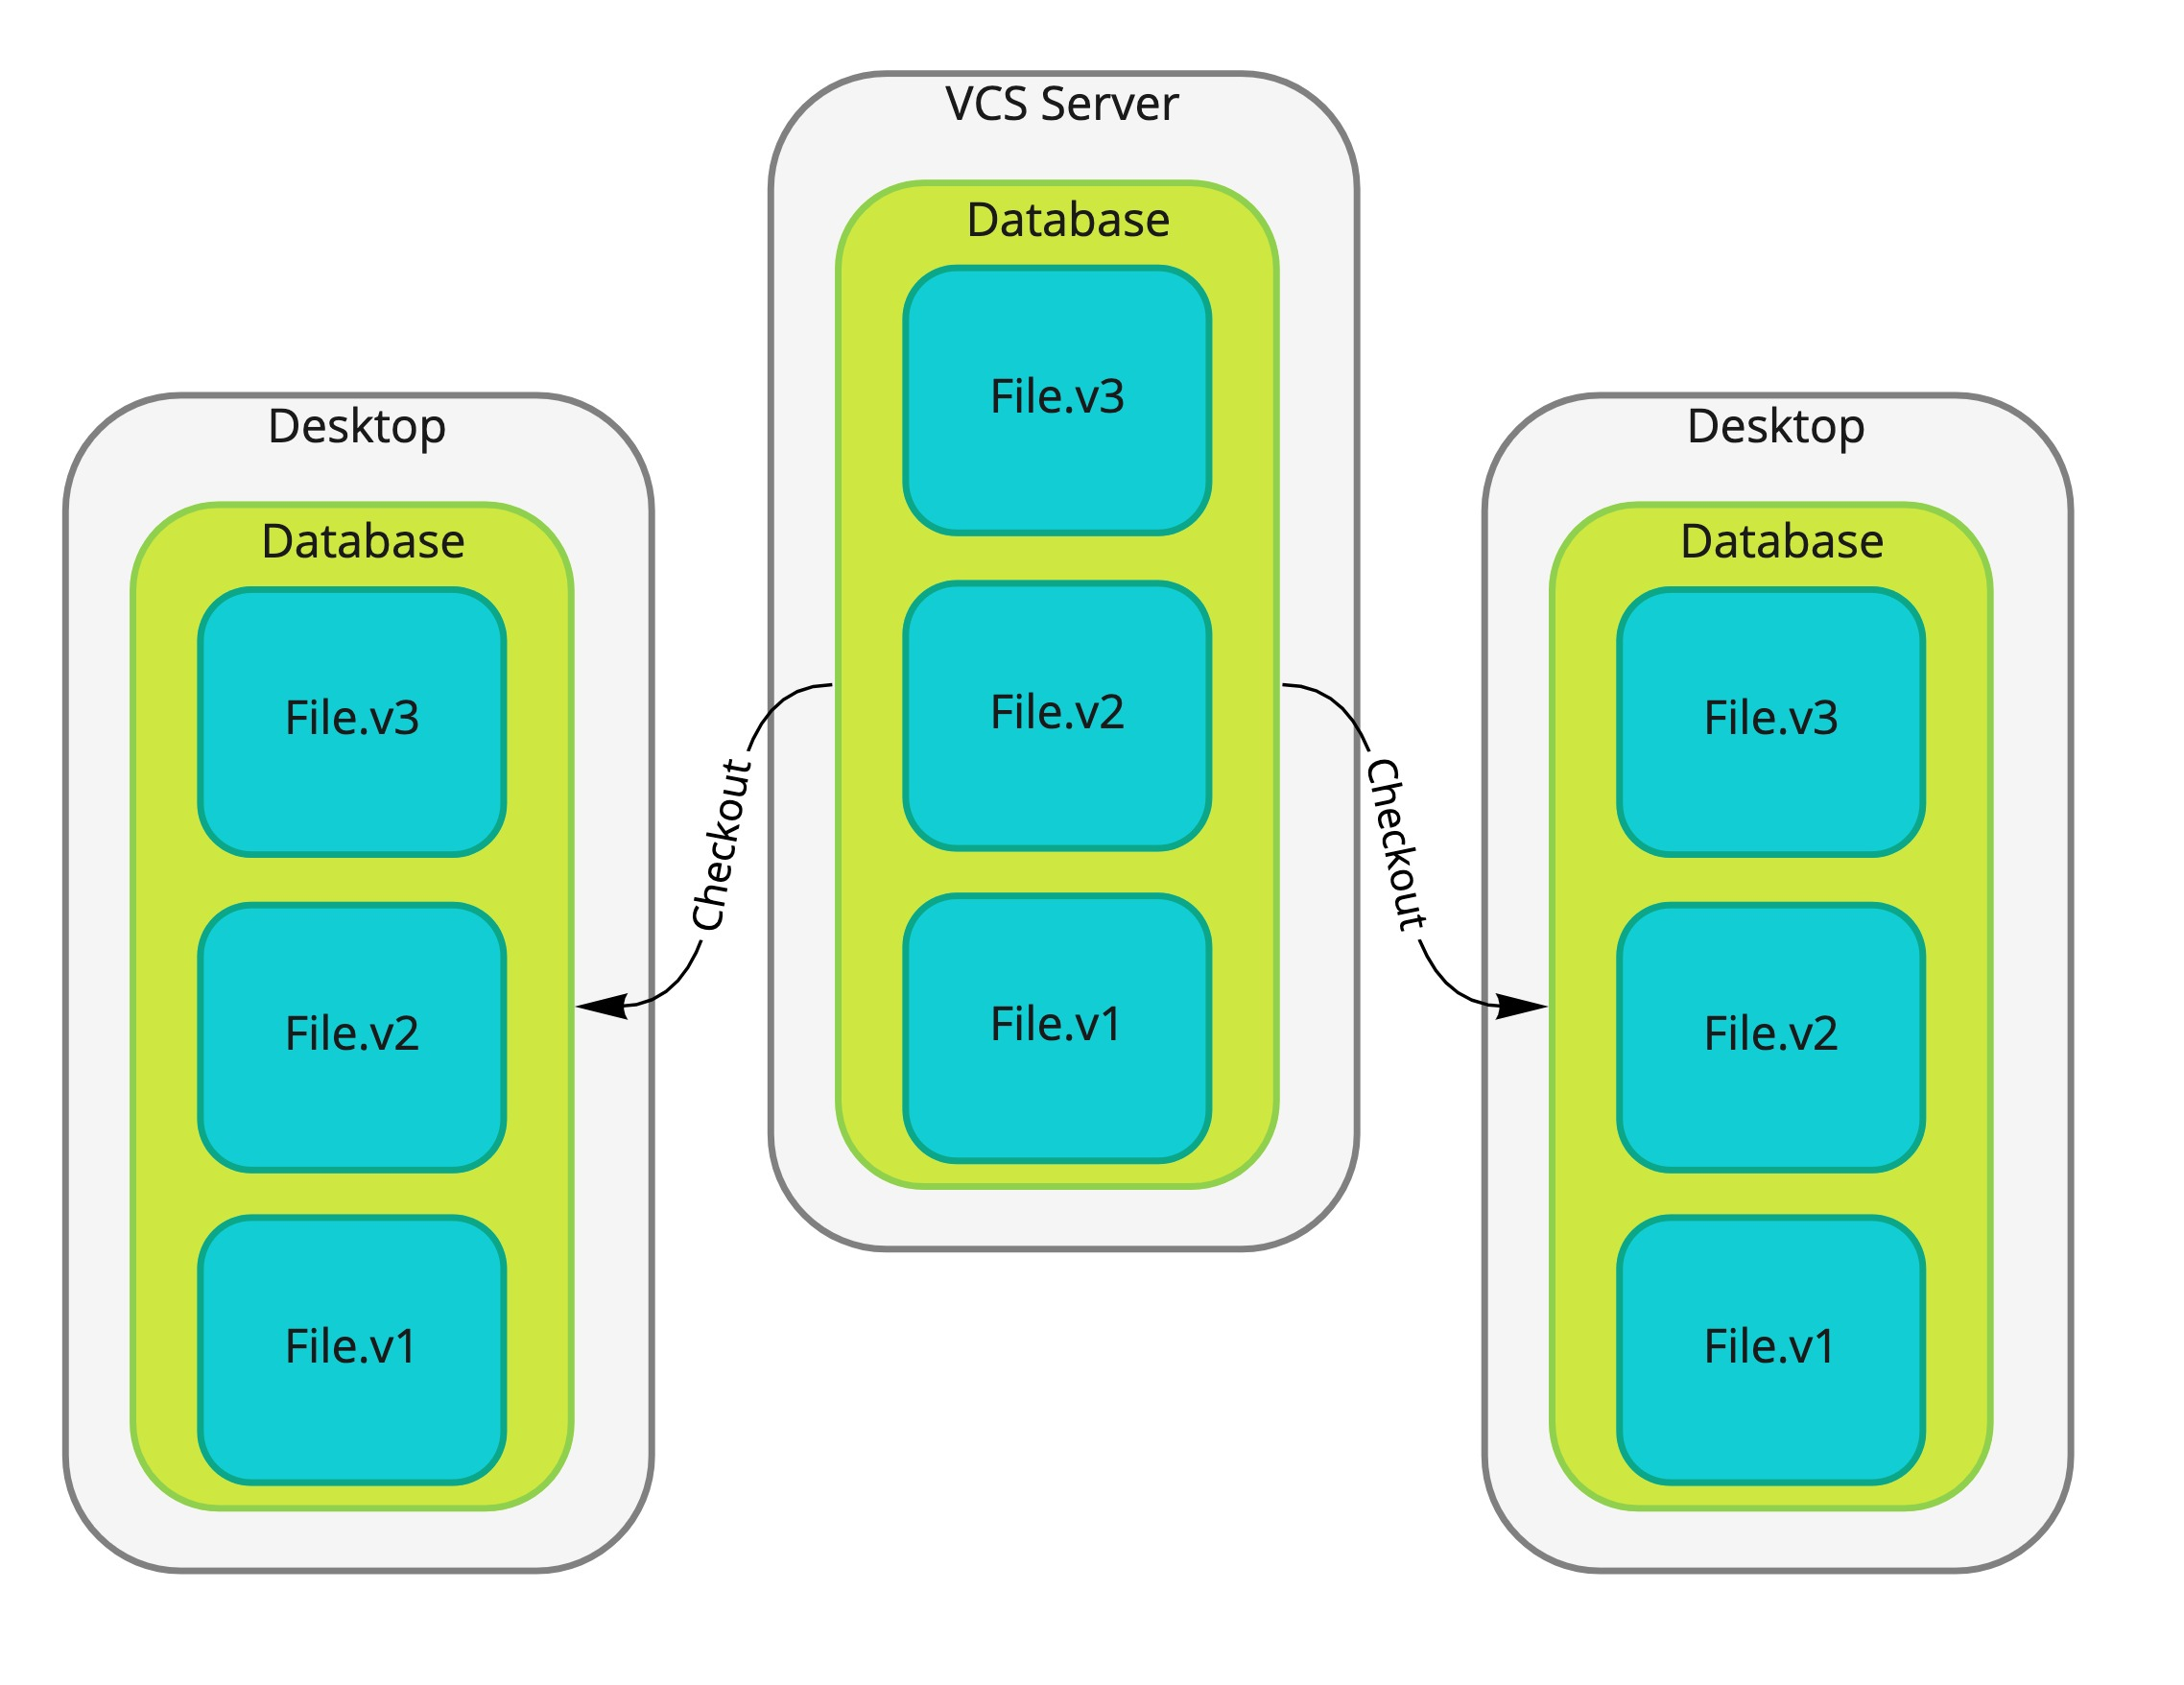 VCS Server
Database
File.v3
File.v2
File.v1
Desktop
Database
File.v3
File.v2
File.v1
Checkout
Checkout
Desktop
Database
File.v3
File.v2
File.v1